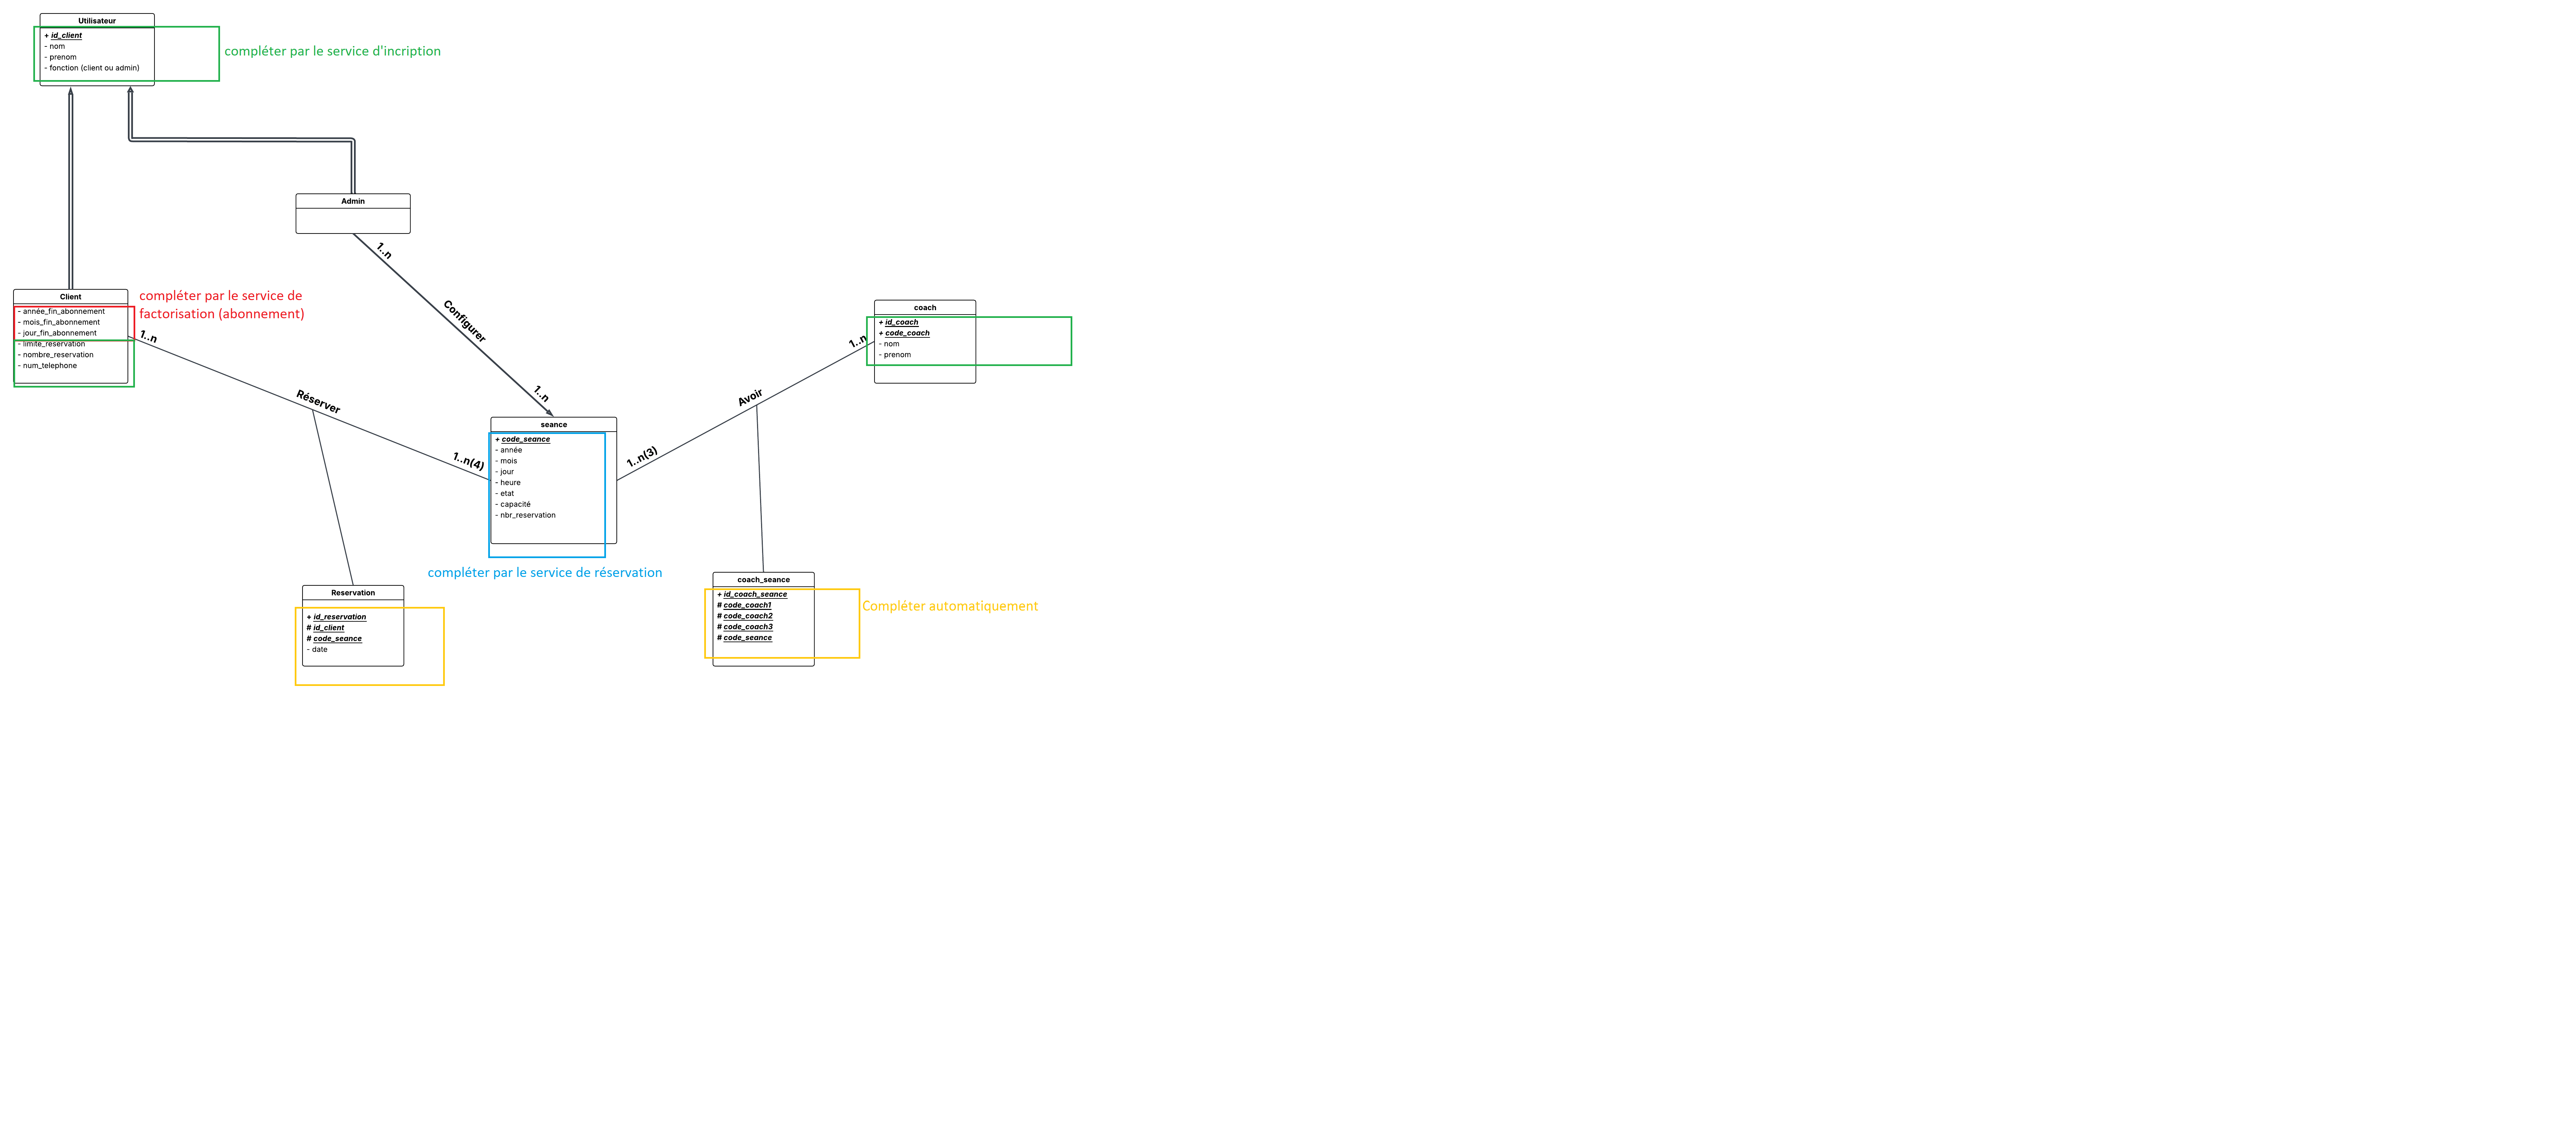 Utilisateur
+ id_client
- nom
- prenom
- fonction (client ou admin)
compléter par le service d'incription
Admin
1..n
Configurer
1..n
Client
- année_fin_abonnement
- mois_fin_abonnement
- jour_fin_abonnement
- limite_reservation
- nombre_reservation
- num_telephone
compléter par le service de
factorisation (abonnement)
1..n
Réserver
1..n(4)
coach
+ id_coach
+ code_coach
- nom
- prenom
1..n
Avoir
1..n(3)
seance
+ code_seance
- année
- mois
- jour
- heure
- etat
- capacité
- nbr_reservation
compléter par le service de réservation
Reservation
+ id_reservation
# id_client
# code_seance
- date
coach_seance
+ id_coach_seance
# code_coach1
# code_coach2
# code_coach3
# code_seance
Compléter automatiquement